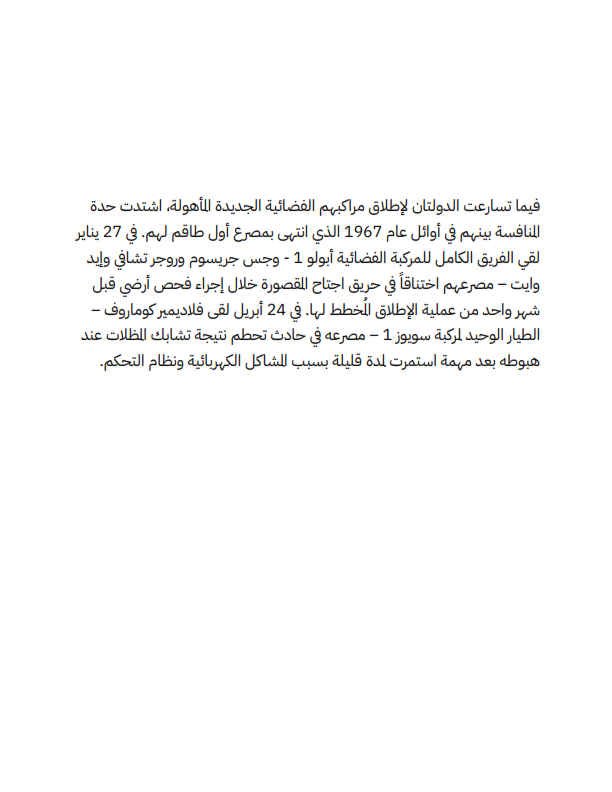 فيما تسارعت الدولتان لإطلاق مراكبهم الفضائية الجديدة المأهولة، اشتدت حدة
المنافسة بينهم في أوائل عام 1967 الذي انتهى بمصرع أول طاقم لهم. في 27 يناير
لقي الفريق الكامل للمركبة الفضائية أبولو 1 - وجس جريسوم وروجر تشافي وإيد
وايت – مصرعهم اختناقاً في حريق اجتاح المقصورة خلال إجراء فحص أرضي قبل
شهر واحد من عملية الإطلاق المُخطط لها. في 24 أبريل لقى فلاديمير كوماروف –
الطيار الوحيد لمركبة سويوز 1 – مصرعه في حادث تحطم نتيجة تشابك المظلات عند
هبوطه بعد مهمة استمرت لمدة قليلة بسبب المشاكل الكهربائية ونظام التحكم.